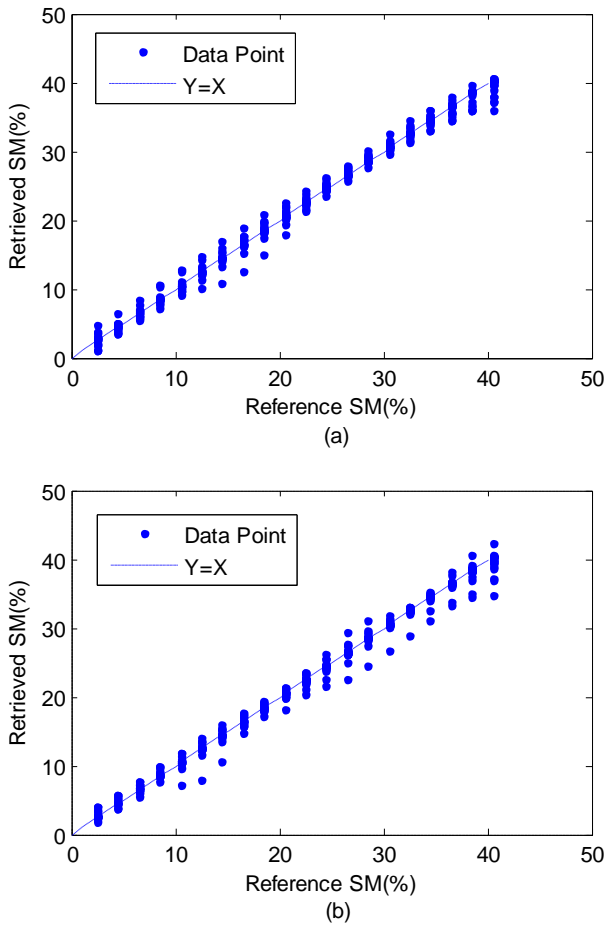 50
40
30
20
10
0
Retrieved SM(%)
Data Point
Y=X
0 10 20 30 40 50
Reference SM(%)
(a)
50
40
30
20
10
0
Retrieved SM(%)
Data Point
Y=X
0 10 20 30 40 50
Reference SM(%)
(b)